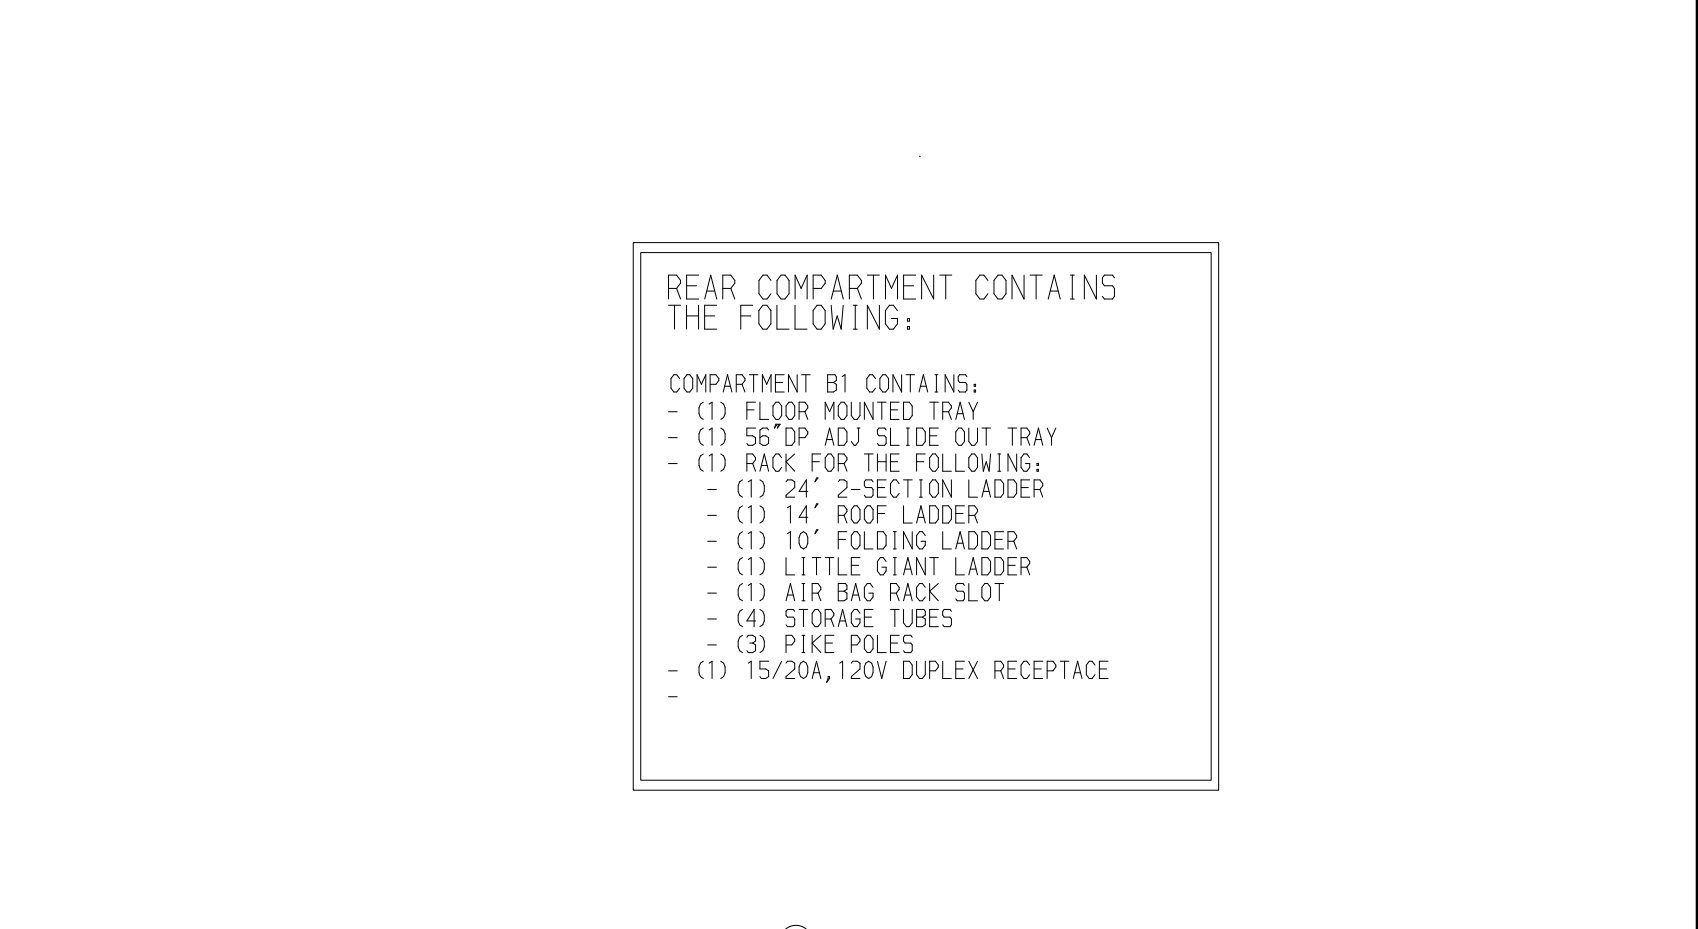 REAR COMPARTMENT CONTAINS
THE FOLLOWING:
COMPARTMENT B1 CONTAINS:
- (1) FLOOR MOUNTED TRAY
- (1) 56"DP ADJ SLIDE OUT TRAY
- (1) RACK FOR THE FOLLOWING:
- (1) 24' 2-SECTION LADDER
- (1) 14' ROOF LADDER
- (1) 10' FOLDING LADDER
- (1) LITTLE GIANT LADDER
- (1) AIR BAG RACK SLOT
- (4) STORAGE TUBES
- (3) PIKE POLES
- (1) 15/20A,120V DUPLEX RECEPTACE
-